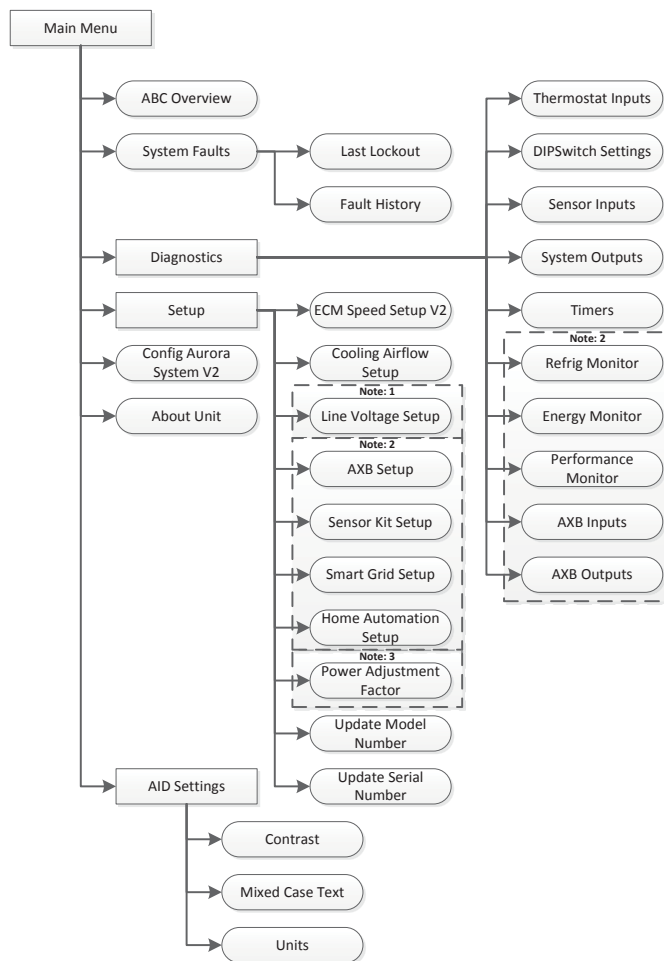 Main Menu
ABC Overview
System Faults
Last Lockout
Fault History
Diagnostics
Thermostat Inputs
DIPSwitch Settings
Sensor Inputs
System Outputs
Timers
Note: 2
Refrig Monitor
Energy Monitor
Performance
Monitor
AXB Inputs
AXB Outputs
Setup
ECM Speed Setup V2
Cooling Airflow
Setup
Note: 1
Line Voltage Setup
Note: 2
AXB Setup
Sensor Kit Setup
Smart Grid Setup
Home Automation
Setup
Note: 3
Power Adjustment
Factor
Update Model
Number
Update Serial
Number
Config Aurora
System V2
About Unit
AID Settings
Contrast
Mixed Case Text
Units